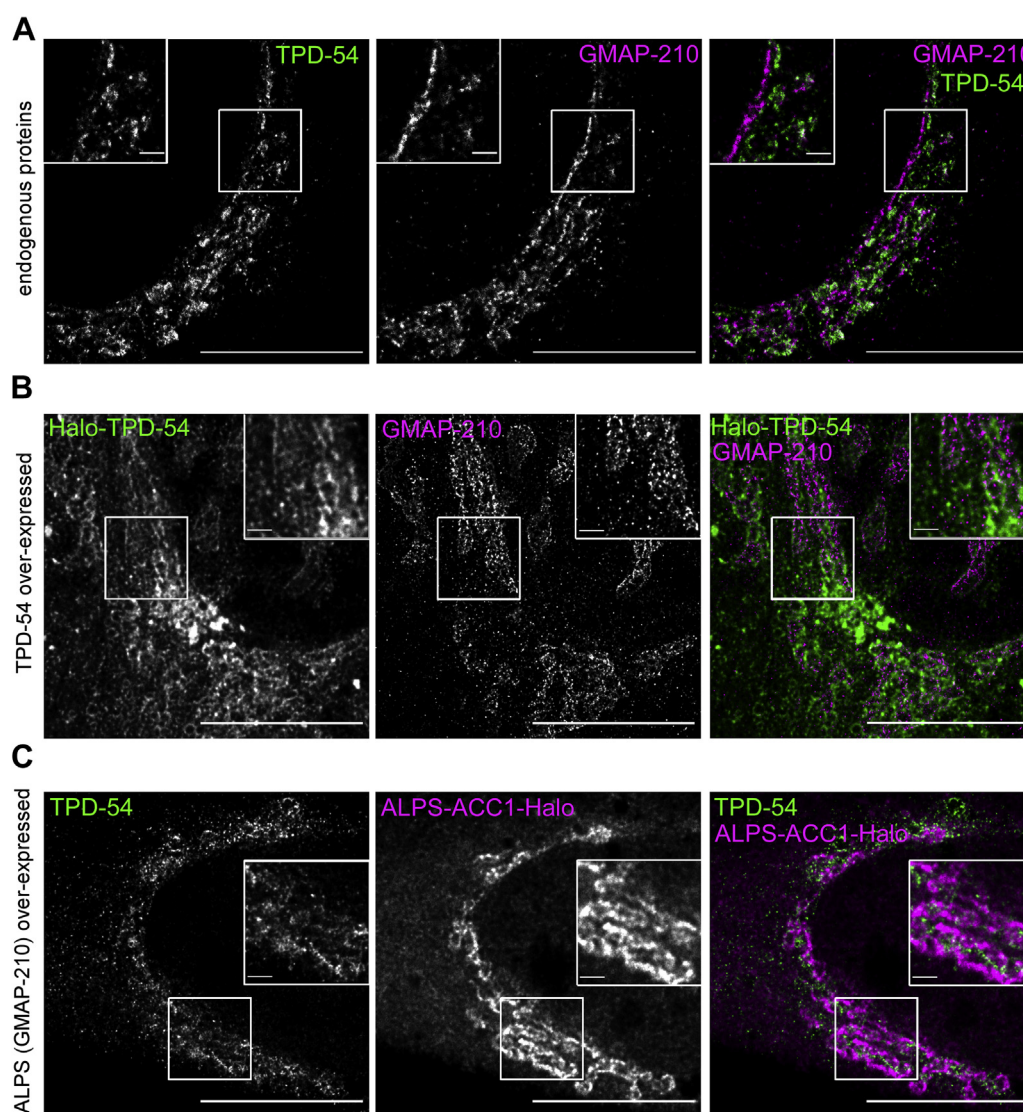 A
endogenous proteins
TPD-54
GMAP-210
GMAP-210
TPD-54
B
TPD-54 over-expressed
Halo-TPD-54
GMAP-210
Halo-TPD-54
GMAP-210
C
ALPS (GMAP-210) over-expressed
TPD-54
ALPS-ACC1-Halo
TPD-54
ALPS-ACC1-Halo